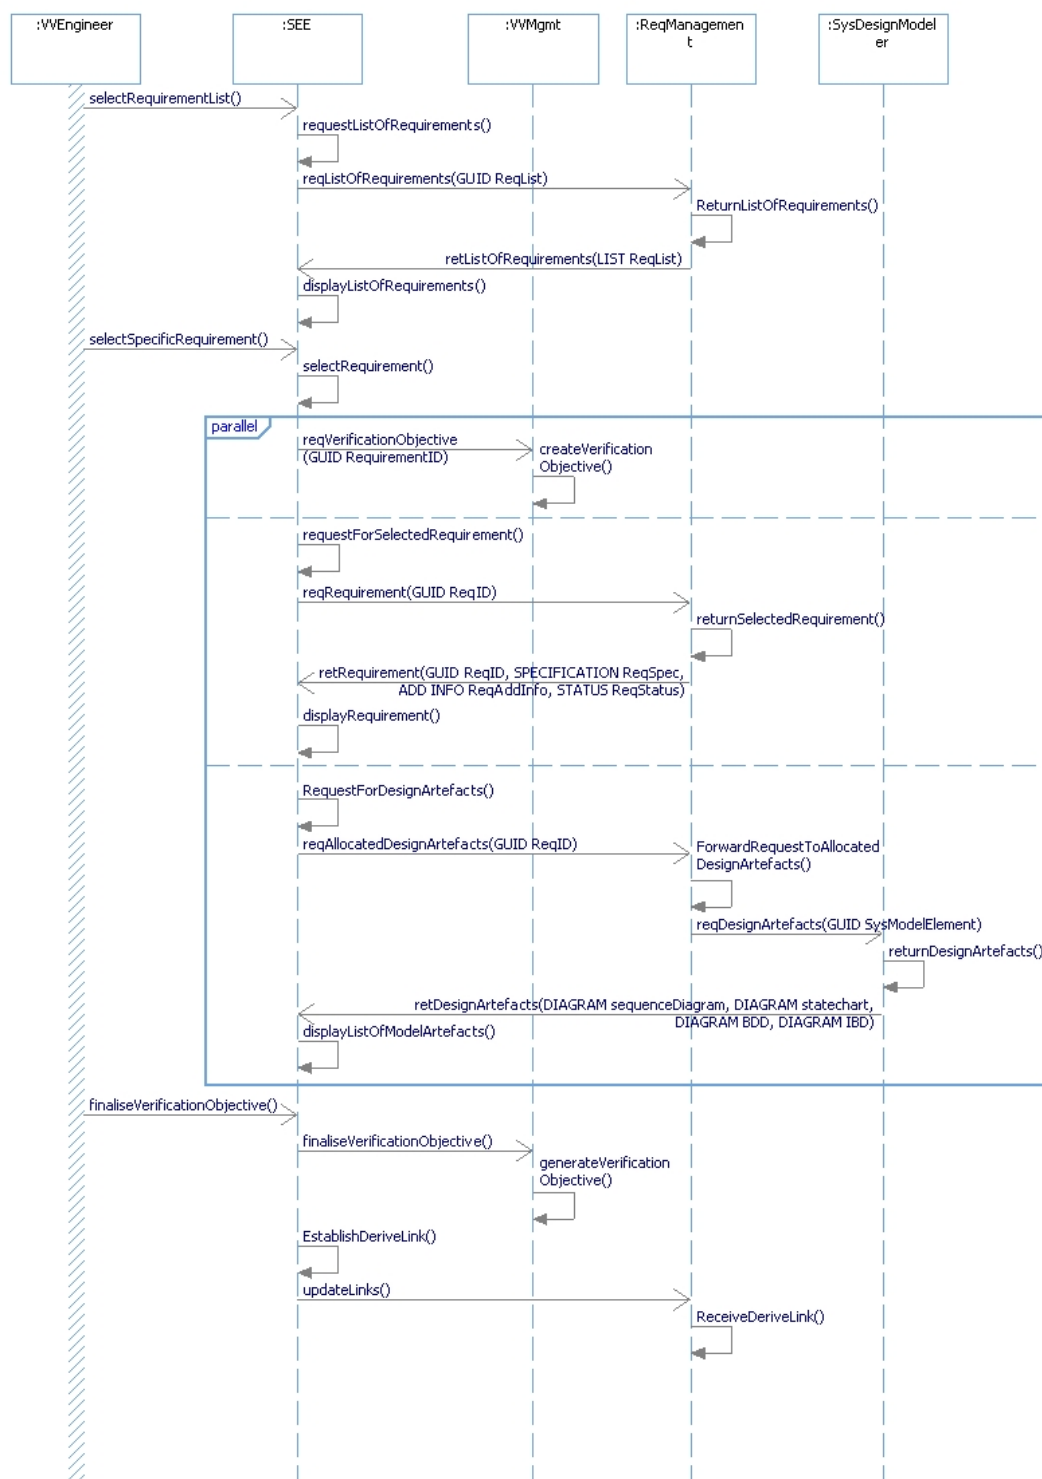 :VVEngineer
:SEE
:VVMgmt
:ReqManagemen
t
:SysDesignModel
er
selectRequirementList()
requestListOfRequirements()
reqListOfRequirements(GUID ReqList)
ReturnListOfRequirements()
retListOfRequirements(LIST ReqList)
displayListOfRequirements()
selectSpecificRequirement()
selectRequirement()
parallel
reqVerificationObjective
(GUID RequirementID)
createVerification
Objective()
requestForSelectedRequirement()
reqRequirement(GUID ReqID)
returnSelectedRequirement()
retRequirement(GUID ReqID, SPECIFICATION ReqSpec,
ADD INFO ReqAddInfo, STATUS ReqStatus)
displayRequirement()
RequestForDesignArtefacts()
reqAllocatedDesignArtefacts(GUID ReqID)
ForwardRequestToAllocated
DesignArtefacts()
reqDesignArtefacts(GUID SysModelElement)
returnDesignArtefacts()
retDesignArtefacts(DIAGRAM sequenceDiagram, DIAGRAM statechart,
DIAGRAM BDD, DIAGRAM IBD)
displayListOfModelArtefacts()
finaliseVerificationObjective()
finaliseVerificationObjective()
generateVerification
Objective()
EstablishDeriveLink()
updateLinks()
ReceiveDeriveLink()